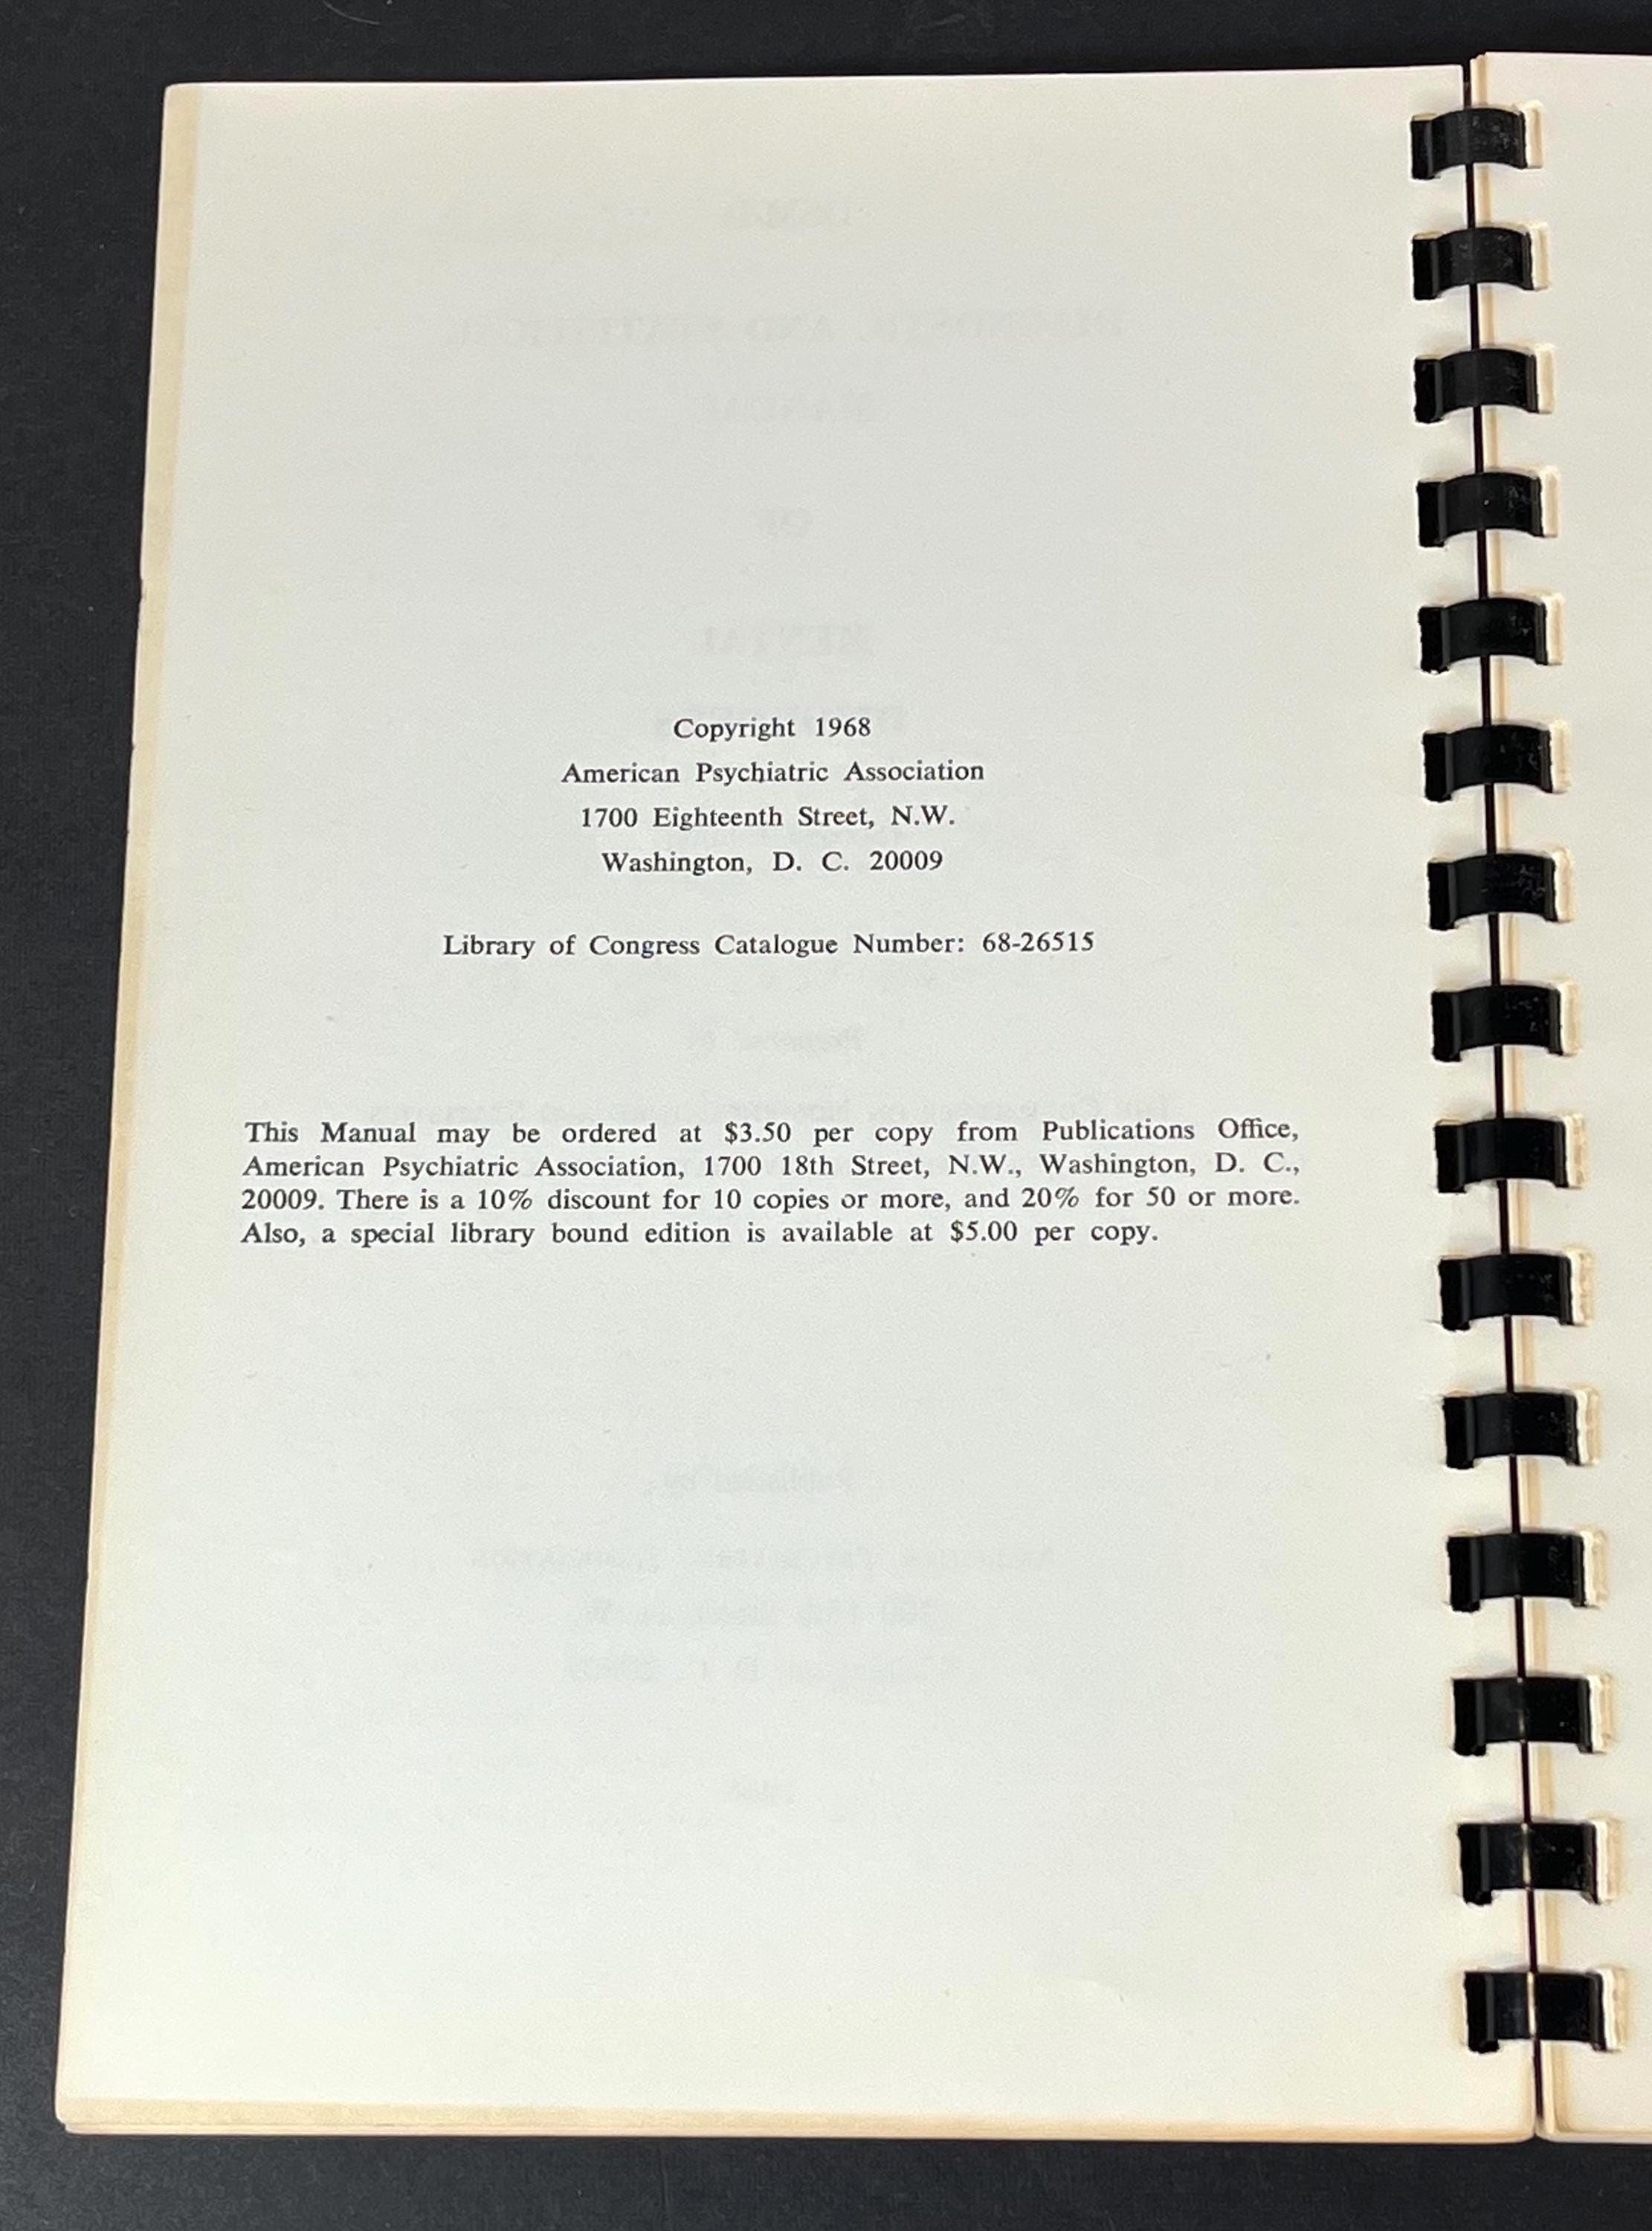 Copyright 1968
American Psychiatric Association
1700 Eighteenth Street, N.W.
Washington, D. C. 20009
Library of Congress Catalogue Number: 68-26515
This Manual may be ordered at $3.50 per copy from Publications Office,
American Psychiatric Association, 1700 18th Street, N.W., Washington, D. C.,
20009. There is a 10% discount for 10 copies or more, and 20% for 50 or more.
Also, a special library bound edition is available at $5.00 per copy.